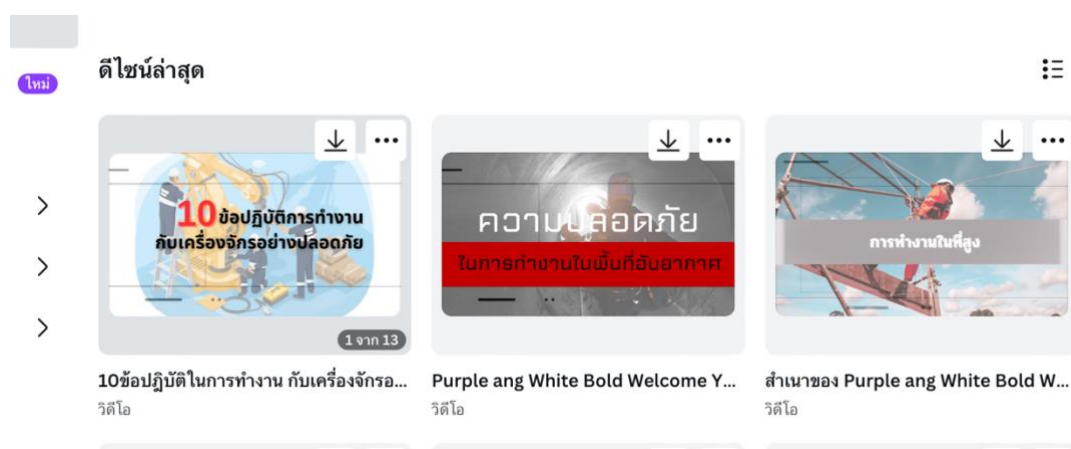 ดีไซน์ล่าสุด
ใหม่
10 ข้อปฏิบัติการทำงาน
กับเครื่องจักรอย่างปลอดภัย
1 จาก 13
ความปลอดภัย
ในการทำงานในพื้นที่อับอากาศ
การทำงานในที่สูง
10ข้อปฏิบัติในการทำงาน กับเครื่องจักรอ...
วิดีโอ
Purple ang White Bold Welcome Y...
วิดีโอ
สำเนาของ Purple ang White Bold W...
วิดีโอ